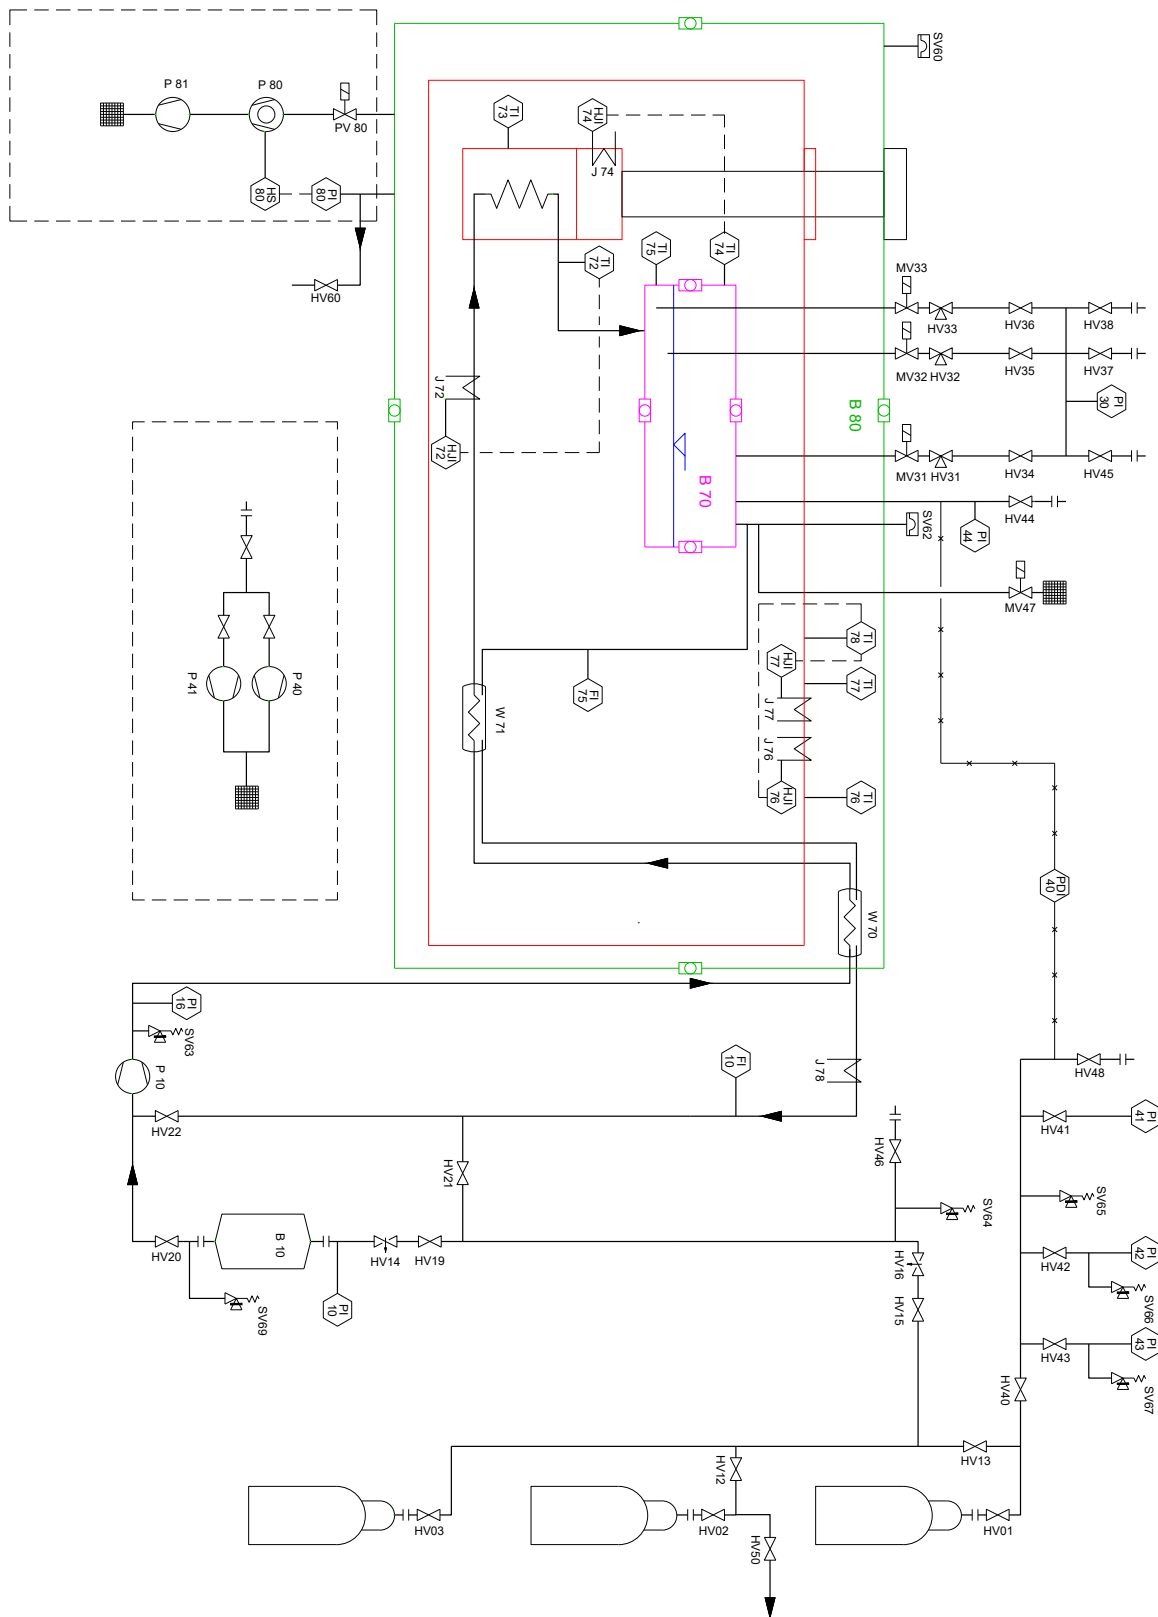 SV60
P 81
P 80
PV 80
TI
73
HJI
74
J 74
HS
80
PI
80
TI
75
TI
74
TI
72
MV33
HV60
HV33
HV36
HV38
MV32
HV32
HV35
HV37
J 72
B 80
PI
30
HJI
72
MV31
HV31
HV34
HV45
B 70
SV62
PI
44
HV44
MV47
TI
78
HJI
77
TI
77
P 41
P 40
FI
75
W 71
J 77
J 76
HJI
76
TI
76
PDI
40
W 70
PI
16
SV63
P 10
FI
10
J 78
HV48
HV22
HV41
PI
41
HV21
HV46
SV64
SV65
HV20
B 10
HV14
HV19
HV16
HV42
PI
42
SV69
PI
10
HV15
SV66
HV43
PI
43
SV67
HV40
HV12
HV13
HV03
HV02
HV50
HV01